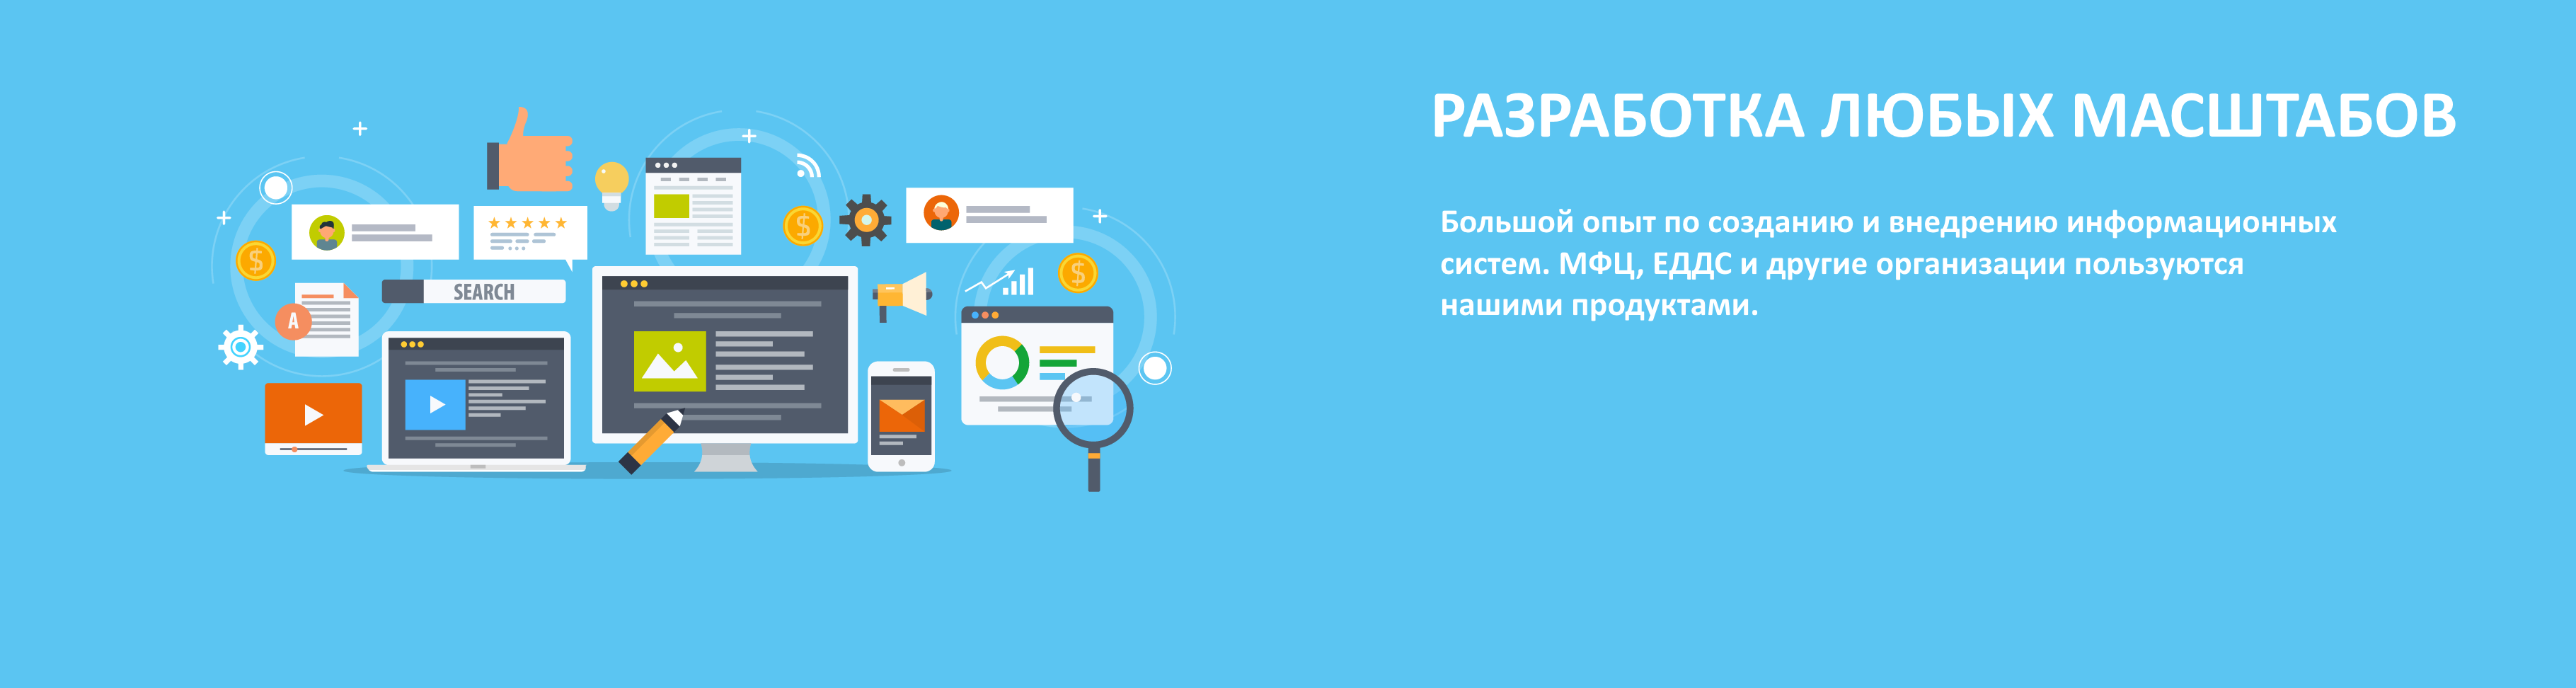 РАЗРАБОТКА ЛЮБЫХ МАСШТАБОВ
Большой опыт по созданию и внедрению информационных
систем. МФЦ, ЕДДС и другие организации пользуются
нашими продуктами.
SEARCH
A
$
$
$